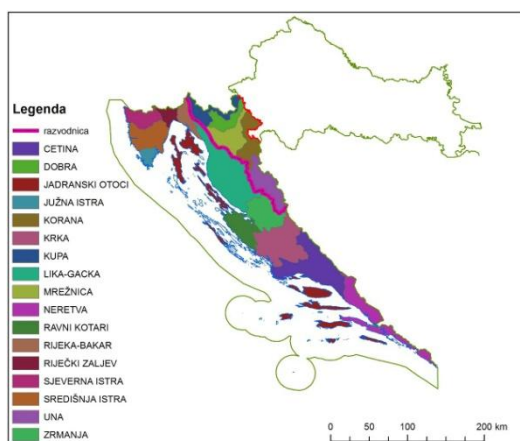 Legenda
razvodnica
CETINA
DOBRA
JADRANSKI OTOCI
JUŽNA ISTRA
KORANA
KRKA
KUPA
LIKA-GACKA
MREŽNICA
NERETVA
RAVNI KOTARI
RIJEKA-BAKAR
RIJEČKI ZALJEV
SJEVERNA ISTRA
SREDIŠNJA ISTRA
UNA
ZRMANJA
0 50 100 200 km